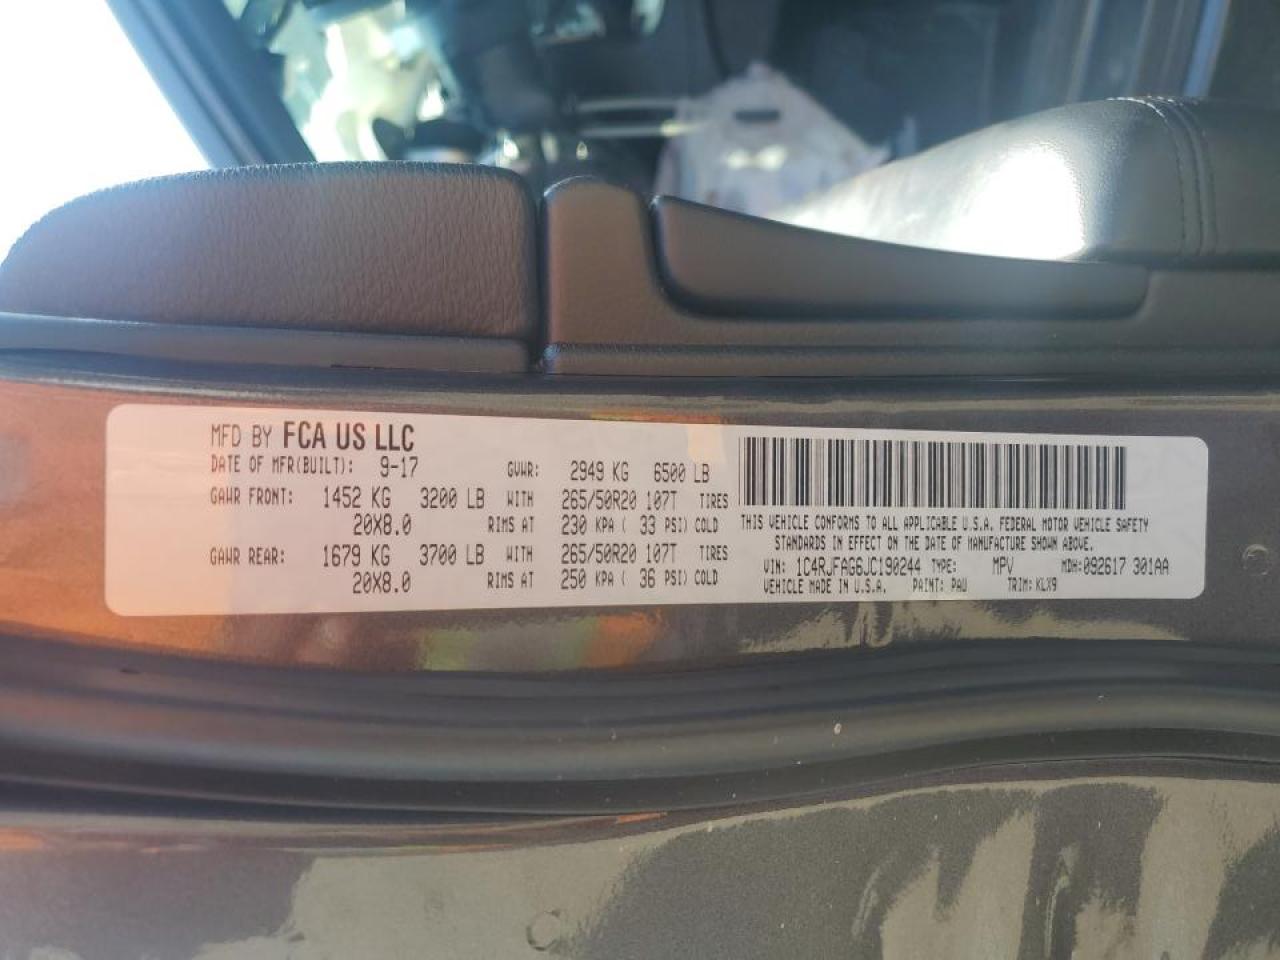 MFD BY FCA US LLC
DATE OF MFR(BUILT): 9-17 GVWR: 2949 KG 6500 LB
GAWR FRONT: 1452 KG 3200 LB WITH 265/50R20 107T TIRES
20X8.0 RIMS AT 230 KPA ( 33 PSI) COLD
GAWR REAR: 1679 KG 3700 LB WITH 265/50R20 107T TIRES
20X8.0 RIMS AT 250 KPA ( 36 PSI) COLD
THIS VEHICLE CONFORMS TO ALL APPLICABLE U.S.A. FEDERAL MOTOR VEHICLE SAFETY
STANDARDS IN EFFECT ON THE DATE OF MANUFACTURE SHOWN ABOVE.
VIN: 1C4RJFAG6JC190244 TYPE: MPV MDH: 092617 301AA
VEHICLE MADE IN U.S.A. PAINT: PAU TRIM: KLX9